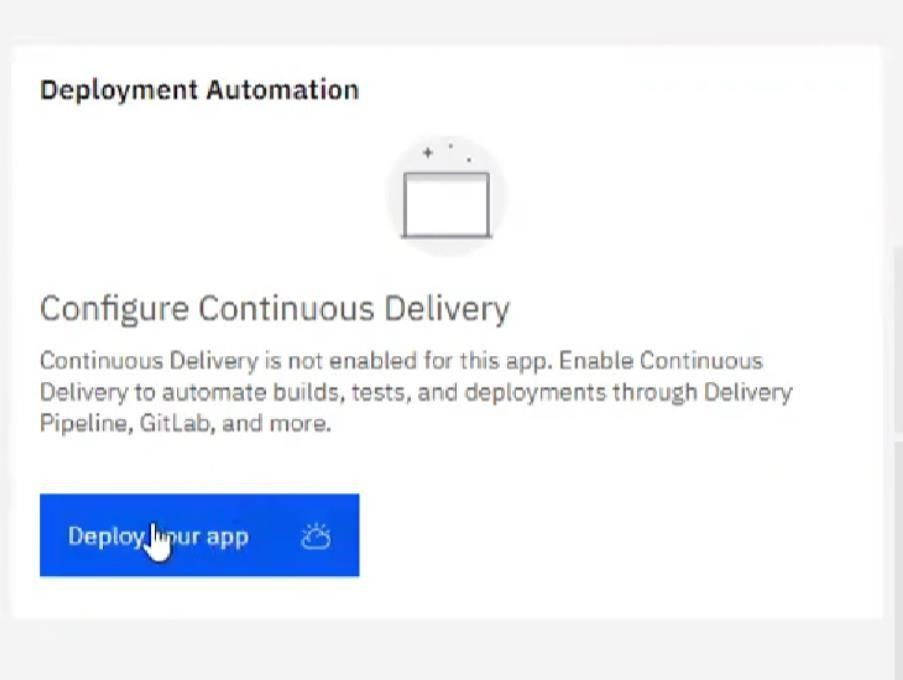 Deployment Automation
Configure Continuous Delivery
Continuous Delivery is not enabled for this app. Enable Continuous
Delivery to automate builds, tests, and deployments through Delivery
Pipeline, GitLab, and more.
Deploy your app